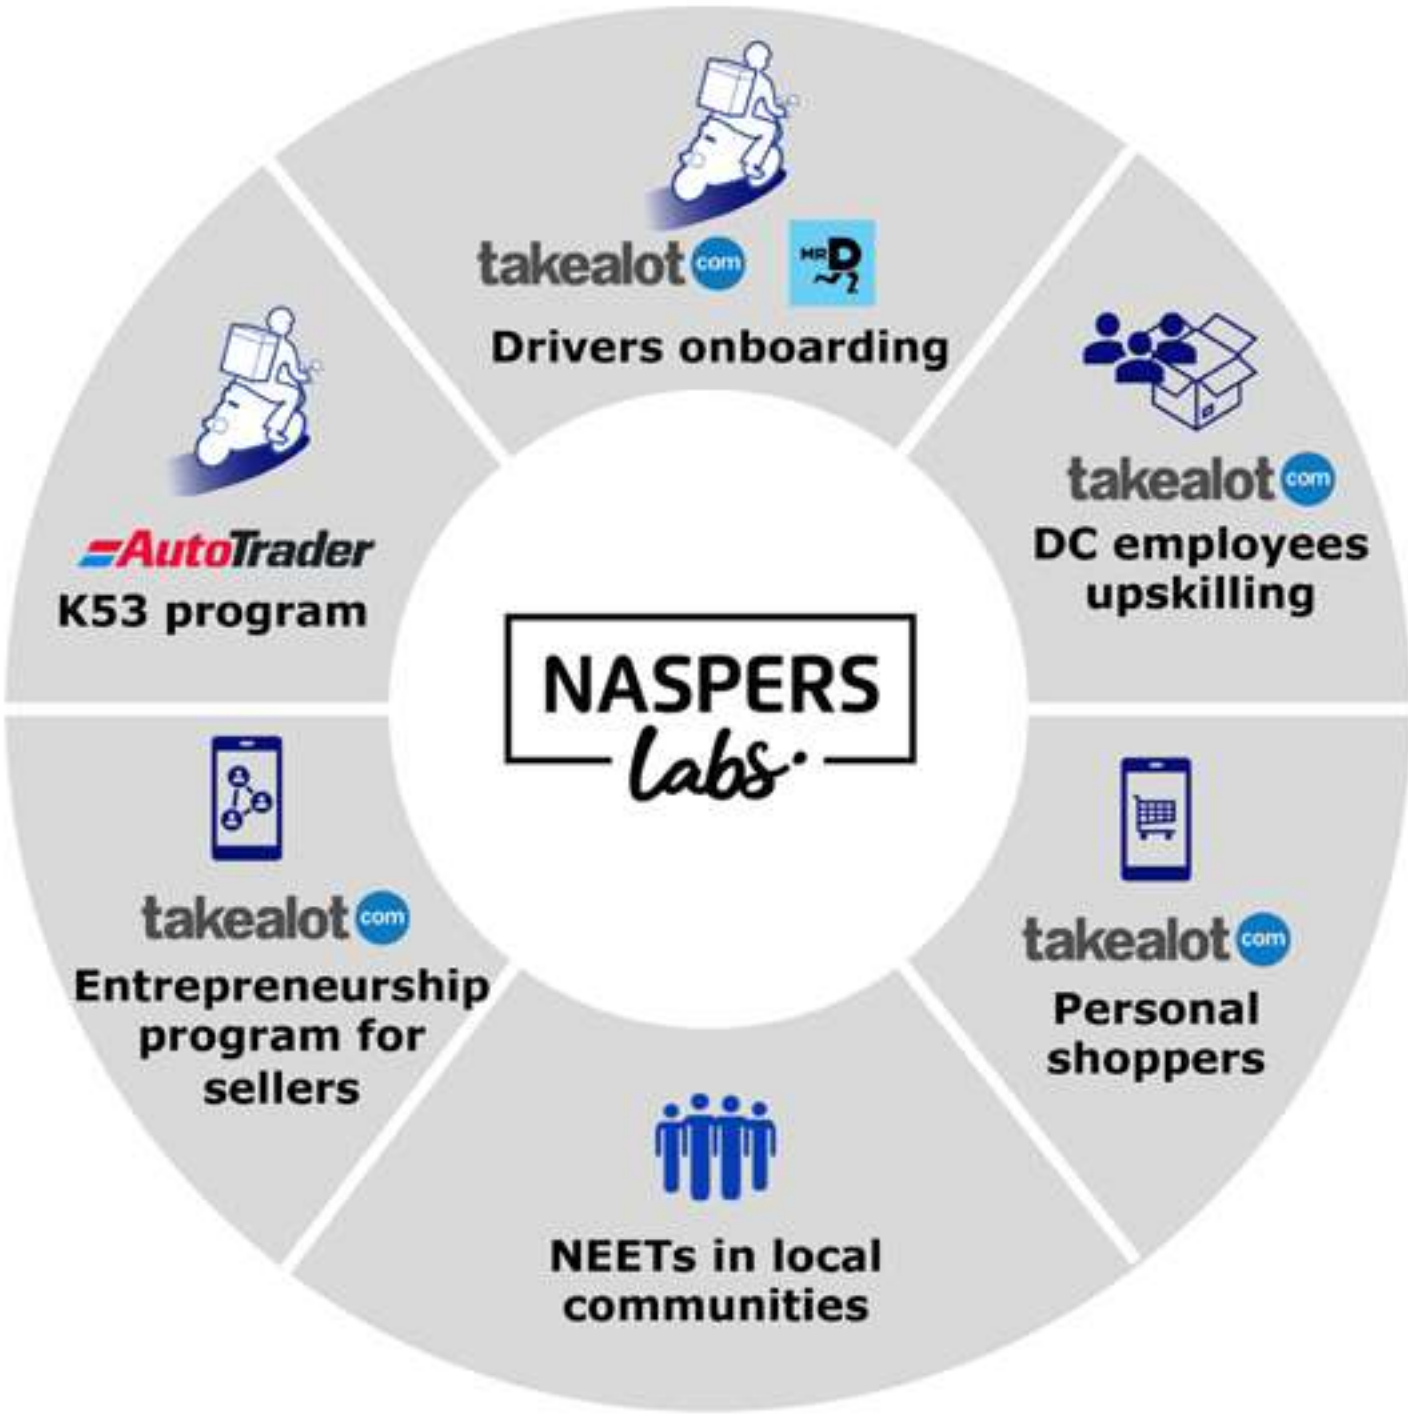 takealot com
MR D
Drivers onboarding
takealot com
DC employees
upskilling
takealot com
Personal
shoppers
NEETs in local
communities
takealot com
Entrepreneurship
program for
sellers
AutoTrader
K53 program
NASPERS
labs.